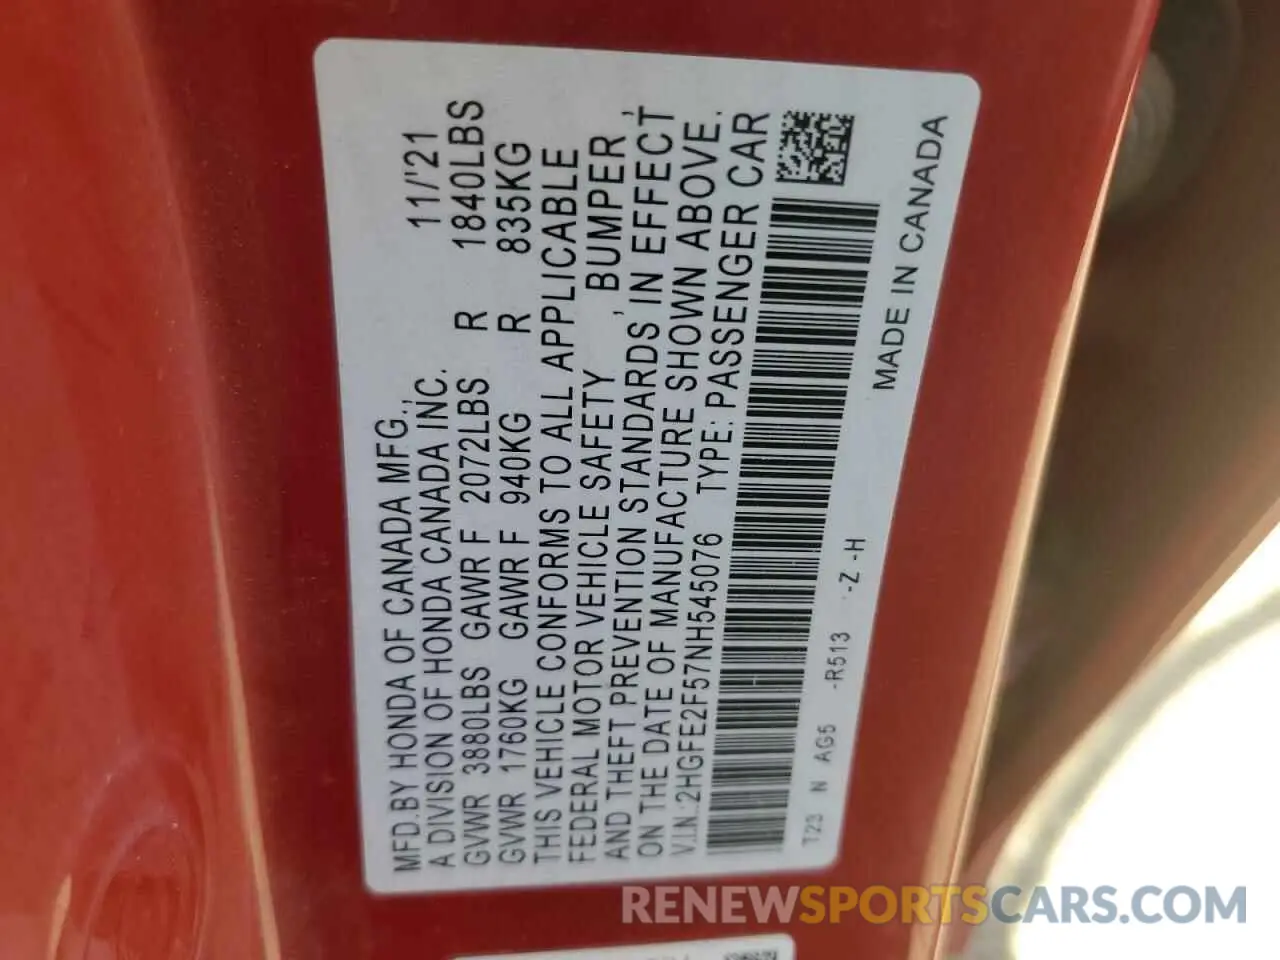 MFD.BY HONDA OF CANADA MFG.,
A DIVISION OF HONDA CANADA INC. 11/'21
GVWR 3880LBS GAWR F 2072LBS R 1840LBS
GVWR 1760KG GAWR F 940KG R 835KG
THIS VEHICLE CONFORMS TO ALL APPLICABLE
FEDERAL MOTOR VEHICLE SAFETY , BUMPER ,
AND THEFT PREVENTION STANDARDS IN EFFECT
ON THE DATE OF MANUFACTURE SHOWN ABOVE.
V.I.N.:2HGFE2F57NH545076 TYPE: PASSENGER CAR
T23 N AG5 -R513 -Z -H
MADE IN CANADA
RENEWSPORTSCARS.COM